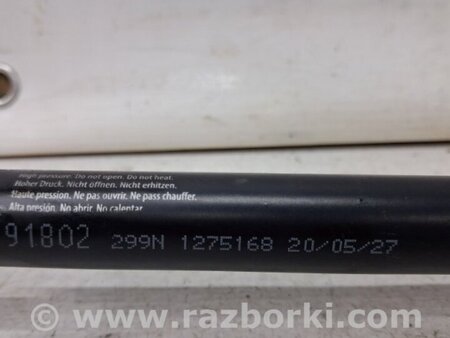 High pressure. Do not open. Do not heat.
Hoher Druck. Nicht öffnen. Nicht erhitzen.
Haute pression. Ne pas ouvrir. Ne pass chauffer.
Alta presión. No abrir. No calentar.
91802 299N 1275168 20/05/27
© www.razborki.com